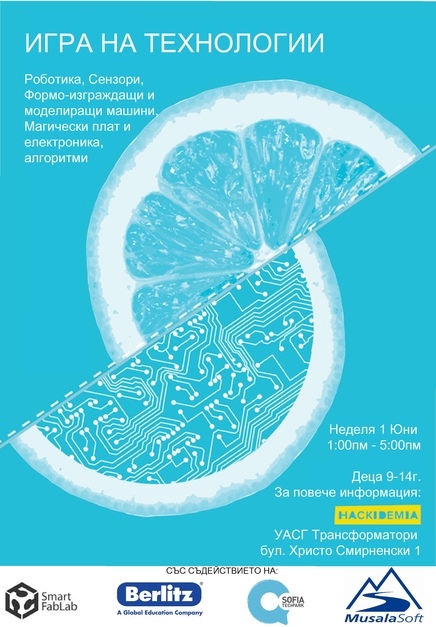 ИГРА НА ТЕХНОЛОГИИ
Роботика, Сензори,
Формо-изграждащи и
моделиращи машини,
Магически плат и
електроника,
алгоритми
Неделя 1 Юни
1:00пм - 5:00пм
Деца 9-14г.
За повече информация:
HACKIDEMIA
УАСГ Трансформатори
бул. Христо Смирненски 1
СЪС СЪДЕЙСТВИЕТО НА:
Smart
FabLab
Berlitz
A Global Education Company
SOFIA
TECHPARK
MusalaSoft